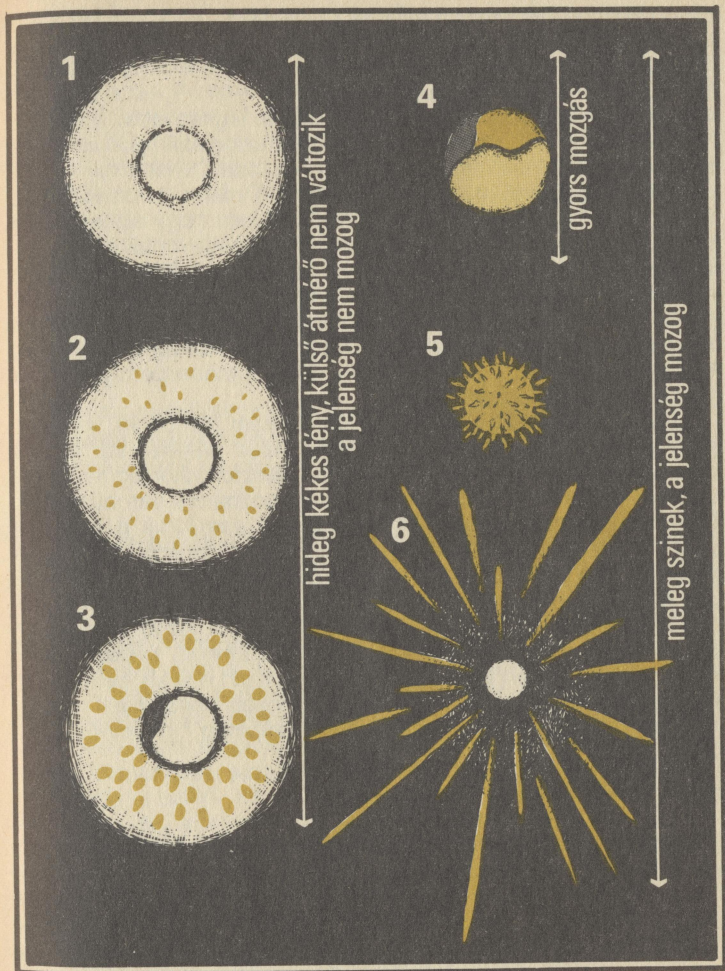 1
2
3
hideg kékes fény, külső átmérő nem változik
a jelenség nem mozog
4
gyors mozgás
5
6
meleg szinek, a jelenség mozog